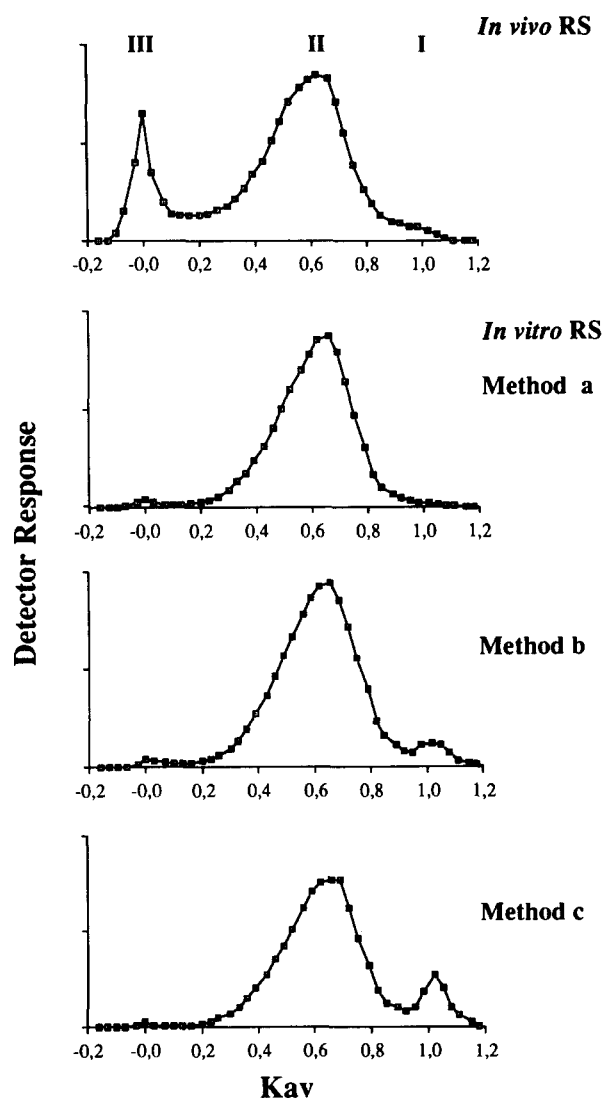 In vivo RS
III II I
-0,2 -0,0 0,2 0,4 0,6 0,8 1,0 1,2
In vitro RS
Method a
-0,2 -0,0 0,2 0,4 0,6 0,8 1,0 1,2
Detector Response
Method b
-0,2 -0,0 0,2 0,4 0,6 0,8 1,0 1,2
Method c
-0,2 -0,0 0,2 0,4 0,6 0,8 1,0 1,2
Kav